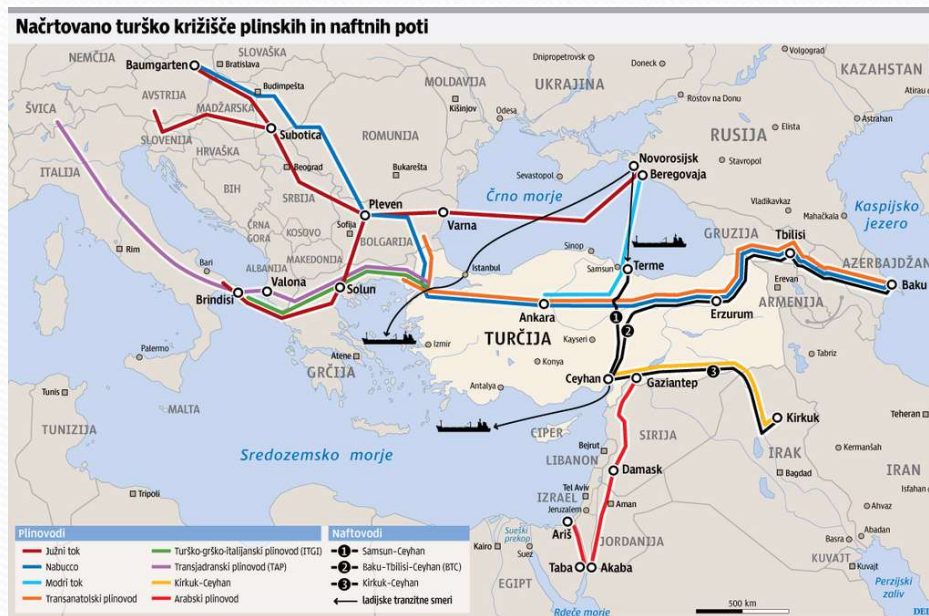 Načrtovano turško križišče plinskih in naftnih poti
NEMČIJA
SLOVAŠKA
Baumgarten
Bratislava
Dnipropetrovsk
Doneck
Volgograd
KAZAHSTAN
Atirau
UKRAJINA
MOLDAVIJA
Budimpešta
AVSTRIJA
MADŽARSKA
ŠVICA
Kišinjov
Odesa
Rostov na Donu
Astrahan
Elista
RUSIJA
Subotica
SLOVENIJA
HRVAŠKA
ROMUNIJA
Beograd
Bukarešta
Sevastopol
Novorosijsk
Beregovaja
Stavropol
ITALIJA
BIH
SRBIJA
Črno morje
Kaspijsko
jezero
Pleven
Varna
Vladikavkaz
Mahačkala
Sofija
BOLGARIJA
ČRNA
GORA
KOSOVO
MAKEDONIJA
GRUZIJA
Tbilisi
Sinop
Rim
Bari
ALBANIJA
Valona
Istanbul
Samsun
Terme
AZERBAJDŽAN
Baku
Erevan
ARMENIJA
Brindisi
Solun
Ankara
Erzurum
1
2
TURČIJA
Kayseri
Palermo
Atene
GRČIJA
Izmir
Konya
Tabriz
Antalya
Ceyhan
Gaziantep
3
Tunis
MALTA
TUNIZIJA
CIPER
Kirkuk
Teheran
SIRIJA
IRAK
Sredozemsko morje
Bejrut
LIBANON
Damask
Bagdad
Kermanšah
IRAN
Isfahan
Tripoli
Tel Aviv
IZRAEL
Jeruzalem
Aman
Ariš
JORDANIJA
Ahvaz
Abadan
Basra
Sueški
prekop
Kairo
Suez
Taba
Akaba
KUVAJT
Kuvajt
EGIPT
Rdeče morje
Perzijski
zaliv
500 km
DELO
Plinovodi
Južni tok
Nabucco
Modri tok
Transanatolski plinovod
Turško-grško-italijanski plinovod (ITGI)
Transjadranski plinovod (TAP)
Kirkuk-Ceyhan
Arabski plinovod
Naftovodi
1 Samsun-Ceyhan
2 Baku-Tbilisi-Ceyhan (BTC)
3 Kirkuk-Ceyhan
ladijske tranzitne smeri